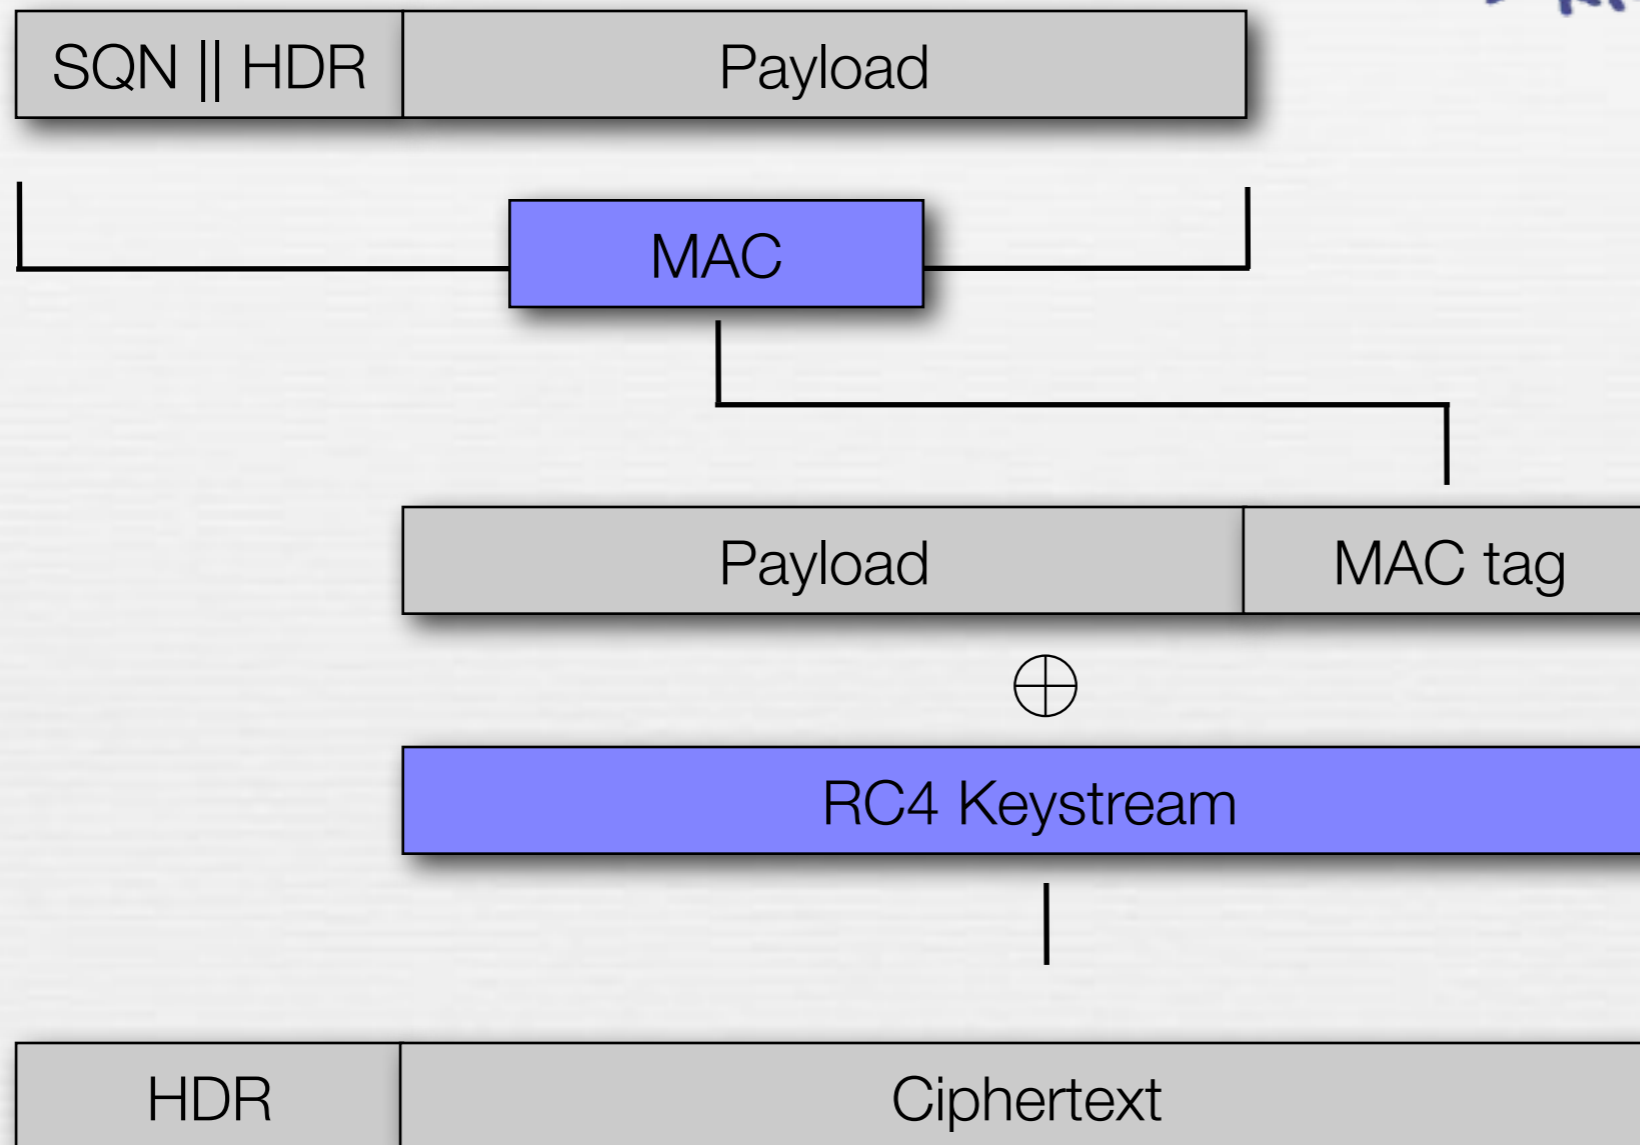 SQN || HDR
Payload
MAC
Payload
MAC tag
RC4 Keystream
HDR
Ciphertext